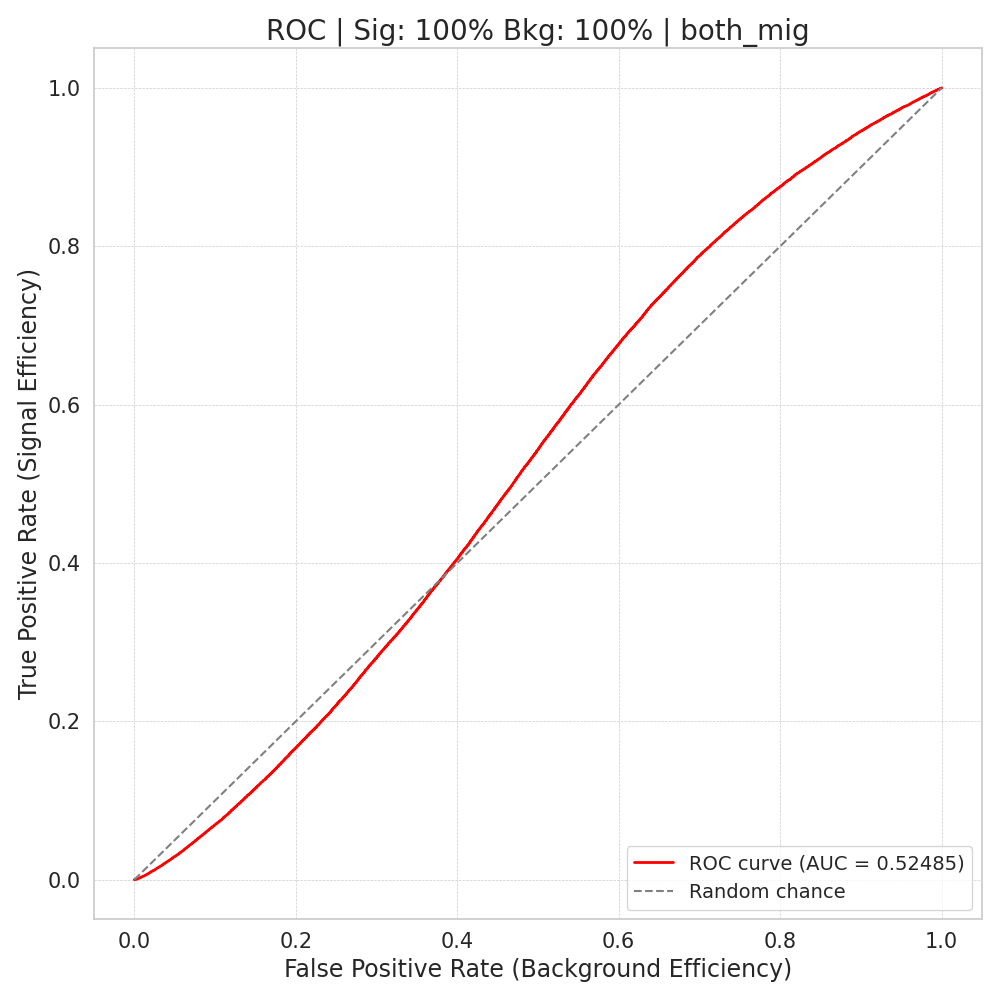 ROC | Sig: 100% Bkg: 100% | both_mig
True Positive Rate (Signal Efficiency)
1.0
0.8
0.6
0.4
0.2
0.0
ROC curve (AUC = 0.52485)
Random chance
0.0 0.2 0.4 0.6 0.8 1.0
False Positive Rate (Background Efficiency)